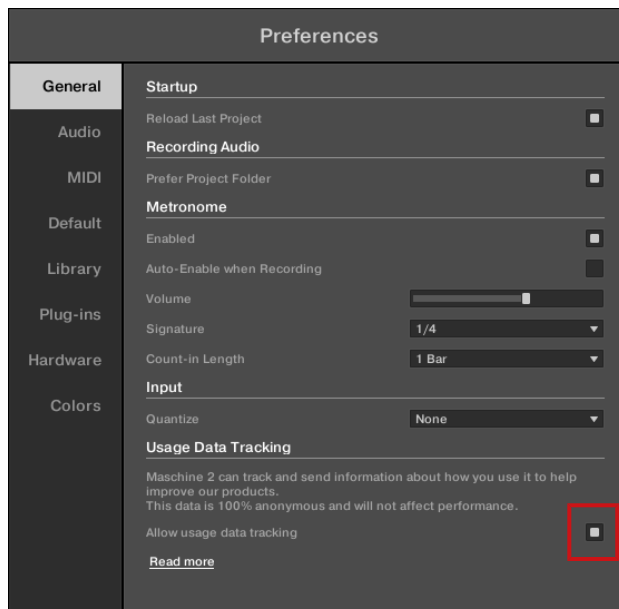 Preferences
General
Audio
MIDI
Default
Library
Plug-ins
Hardware
Colors
Startup
Reload Last Project
Recording Audio
Prefer Project Folder
Metronome
Enabled
Auto-Enable when Recording
Volume
Signature 1/4
Count-in Length 1 Bar
Input
Quantize None
Usage Data Tracking
Maschine 2 can track and send information about how you use it to help
improve our products.
This data is 100% anonymous and will not affect performance.
Allow usage data tracking
Read more